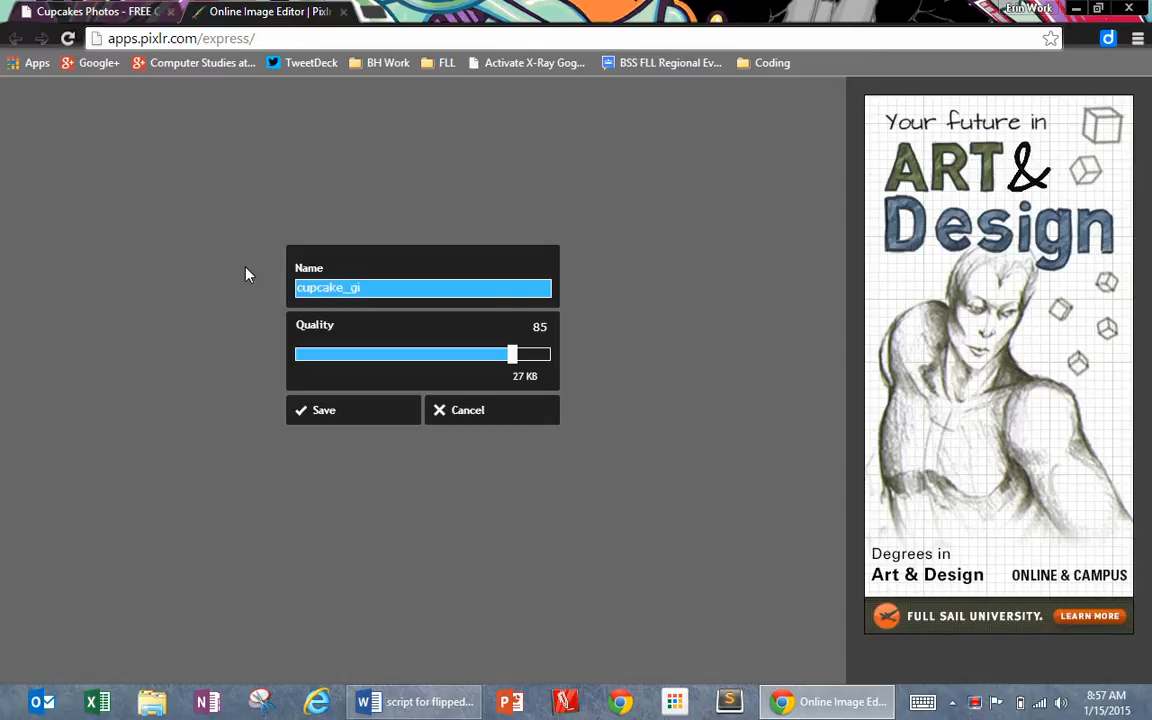 Cupcakes Photos - FREE C
Online Image Editor | Pixlr
Erin Work
apps.pixlr.com/express/
Apps
Google+
Computer Studies at...
TweetDeck
BH Work
FLL
Activate X-Ray Gog...
BSS FLL Regional Ev...
Coding
Your future in
ART &
Design
Name
cupcake_gi
Quality
85
27 KB
Save
Cancel
Degrees in
Art & Design
ONLINE & CAMPUS
FULL SAIL UNIVERSITY.
LEARN MORE
script for flipped...
Online Image Ed...
8:57 AM
1/15/2015